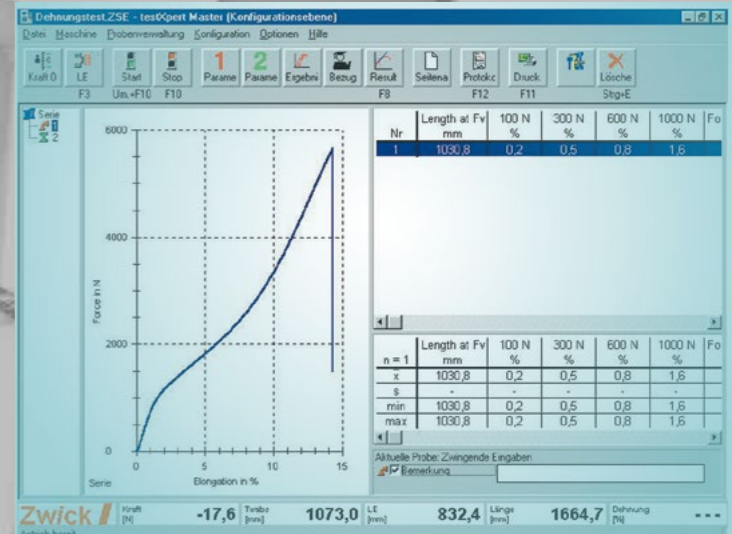 Dehnungstest.ZSE - testXpert Master (Konfigurationsebene)
Datei Maschine Probenverwaltung Konfiguration Optionen Hilfe
Kraft 0 LE Start Stop Parame Parame Ergebni Bezug Result Seitena Protokc Druck Lösche
F3 Um.+F10 F10 F8 F12 F11 Strg+E
Serie
1
2
6000
4000
2000
0
Force in N
0 5 10 15
Serie Elongation in %
Length at Fv 100 N 300 N 600 N 1000 N Fo
Nr mm % % % %
1 1030,8 0,2 0,5 0,8 1,6
Length at Fv 100 N 300 N 600 N 1000 N Fo
n = 1 mm % % % %
x̄ 1030,8 0,2 0,5 0,8 1,6
s - - - - -
min 1030,8 0,2 0,5 0,8 1,6
max 1030,8 0,2 0,5 0,8 1,6
Aktuelle Probe: Zwingende Eingaben
Bemerkung
Zwick Kraft [N] -17,6 [mm] 1073,0 LE [mm] 832,4 Länge [mm] 1664,7 Dehnung [%] ---